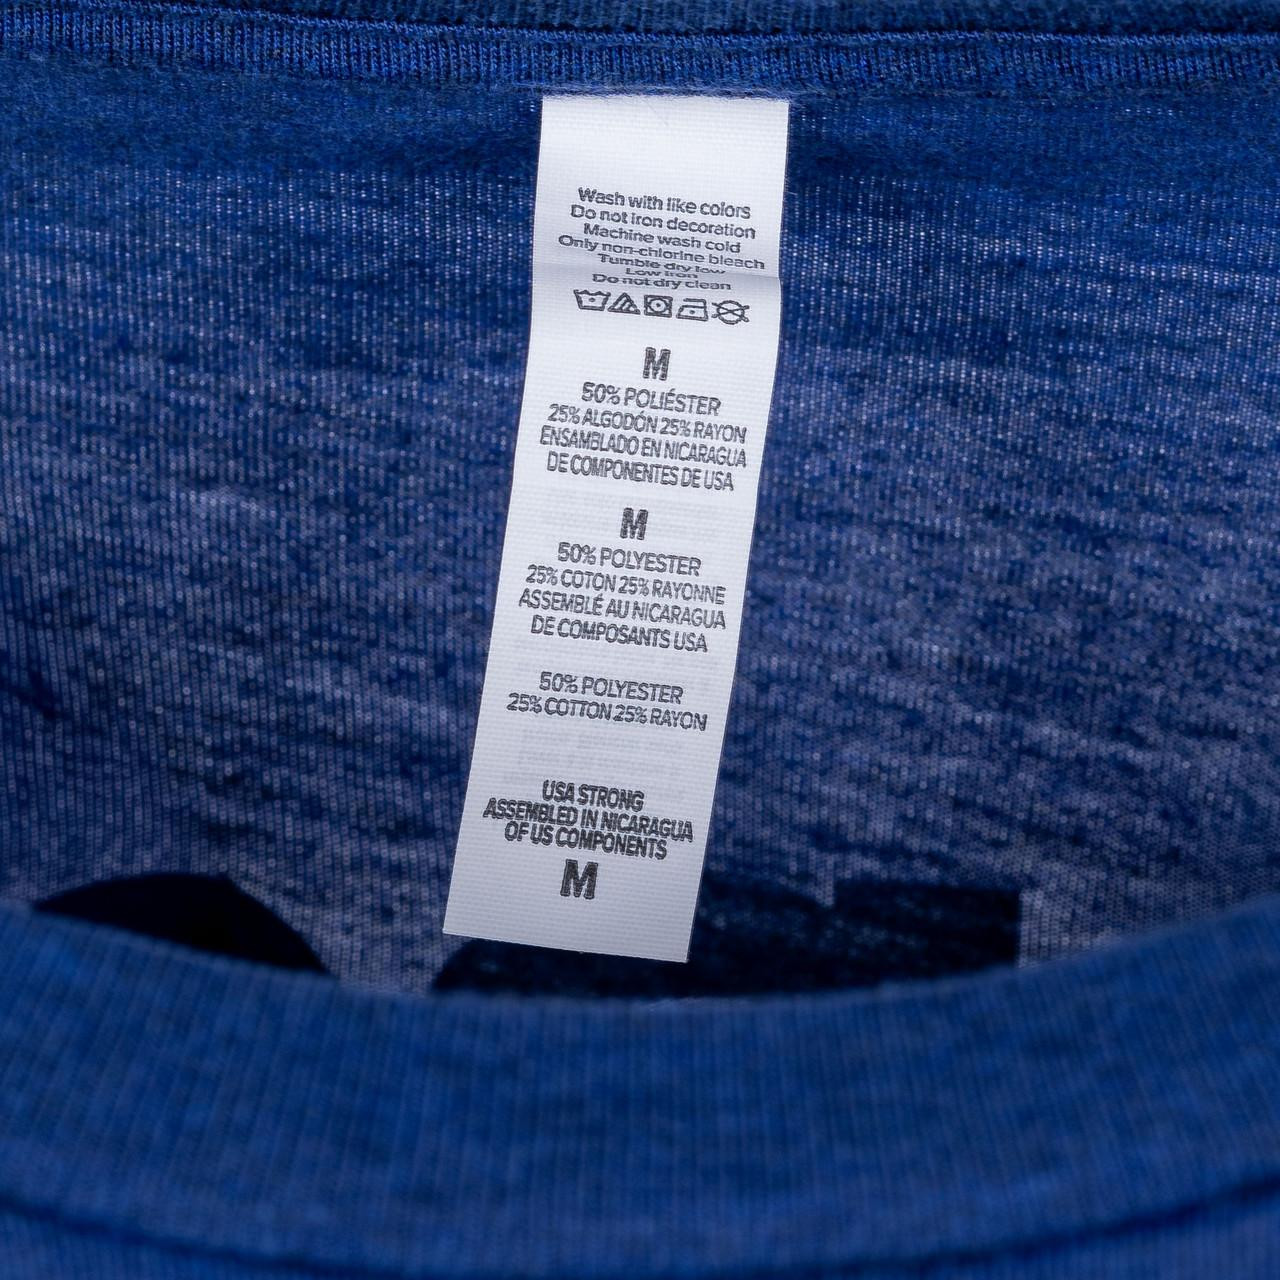 Wash with like colors
Do not iron decoration
Machine wash cold
Only non-chlorine bleach
Tumble dry low
Low iron
Do not dry clean
M
50% POLIÉSTER
25% ALGODÓN 25% RAYON
ENSAMBLADO EN NICARAGUA
DE COMPONENTES DE USA
M
50% POLYESTER
25% COTON 25% RAYONNE
ASSEMBLÉ AU NICARAGUA
DE COMPOSANTS USA
50% POLYESTER
25% COTTON 25% RAYON
USA STRONG
ASSEMBLED IN NICARAGUA
OF US COMPONENTS
M